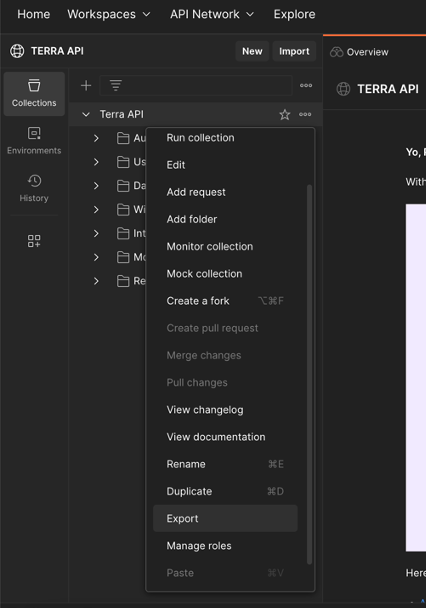 Home Workspaces API Network Explore
TERRA API New Import Overview
Collections
Terra API
TERRA API
Environments
History
Run collection
Edit
Add request
Add folder
Monitor collection
Mock collection
Create a fork ⌥⌘F
Create pull request
Merge changes
Pull changes
View changelog
View documentation
Rename ⌘E
Duplicate ⌘D
Export
Manage roles
Paste ⌘V
Au
Us
Da
Wi
Int
Mo
Re
Yo,
With
Here